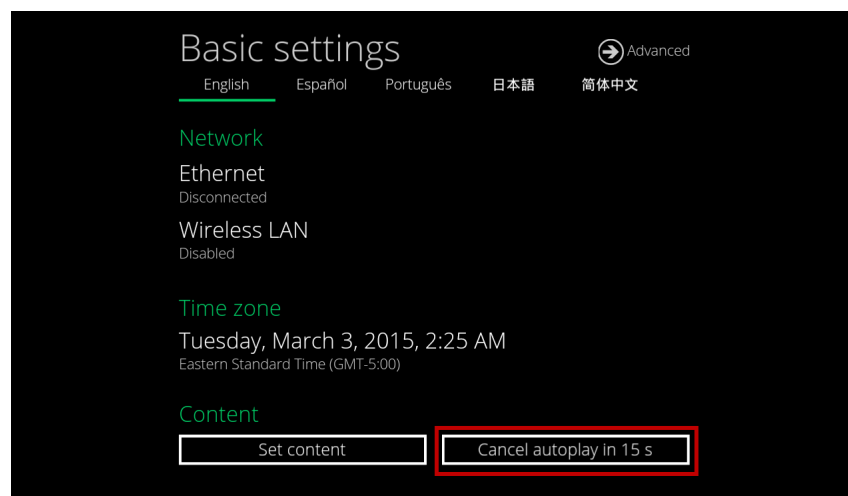 Basic settings
Advanced
English Español Português 日本語 简体中文
Network
Ethernet
Disconnected
Wireless LAN
Disabled
Time zone
Tuesday, March 3, 2015, 2:25 AM
Eastern Standard Time (GMT-5:00)
Content
Set content Cancel autoplay in 15 s